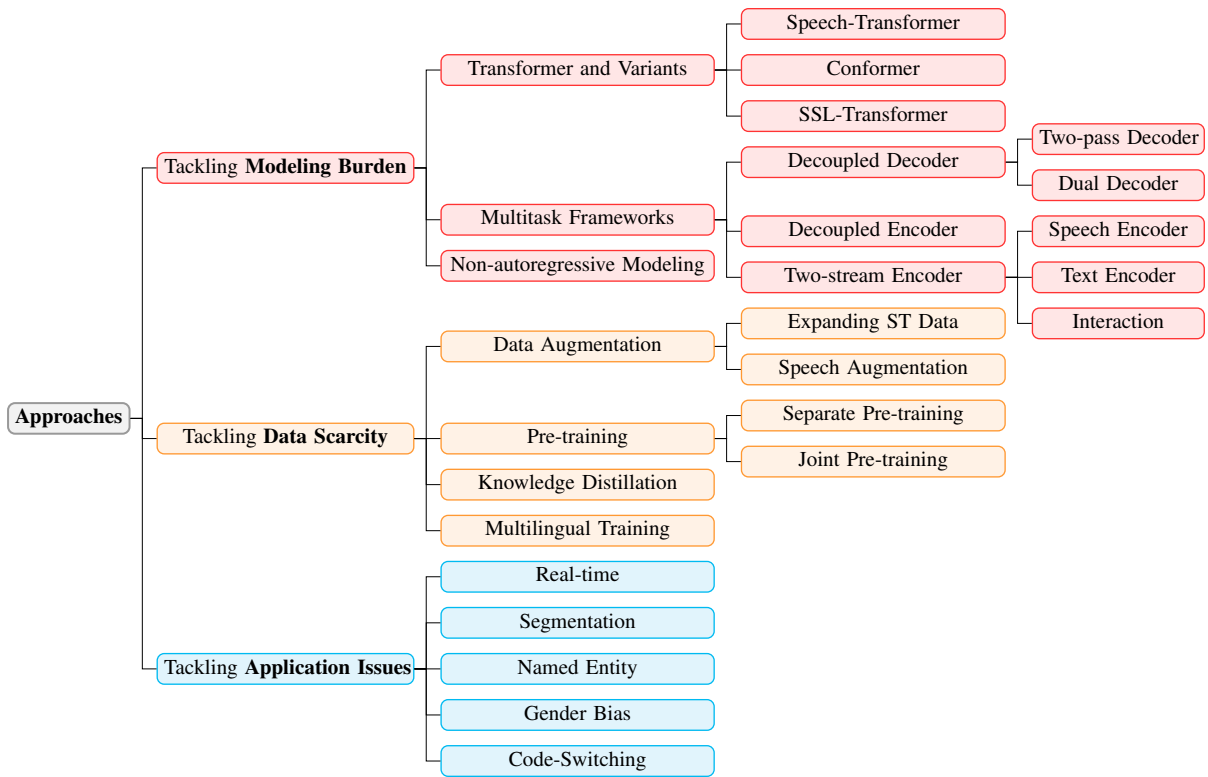 Approaches
Tackling Modeling Burden
Transformer and Variants
Speech-Transformer
Conformer
SSL-Transformer
Multitask Frameworks
Decoupled Decoder
Two-pass Decoder
Dual Decoder
Decoupled Encoder
Two-stream Encoder
Speech Encoder
Text Encoder
Interaction
Non-autoregressive Modeling
Tackling Data Scarcity
Data Augmentation
Expanding ST Data
Speech Augmentation
Pre-training
Separate Pre-training
Joint Pre-training
Knowledge Distillation
Multilingual Training
Tackling Application Issues
Real-time
Segmentation
Named Entity
Gender Bias
Code-Switching